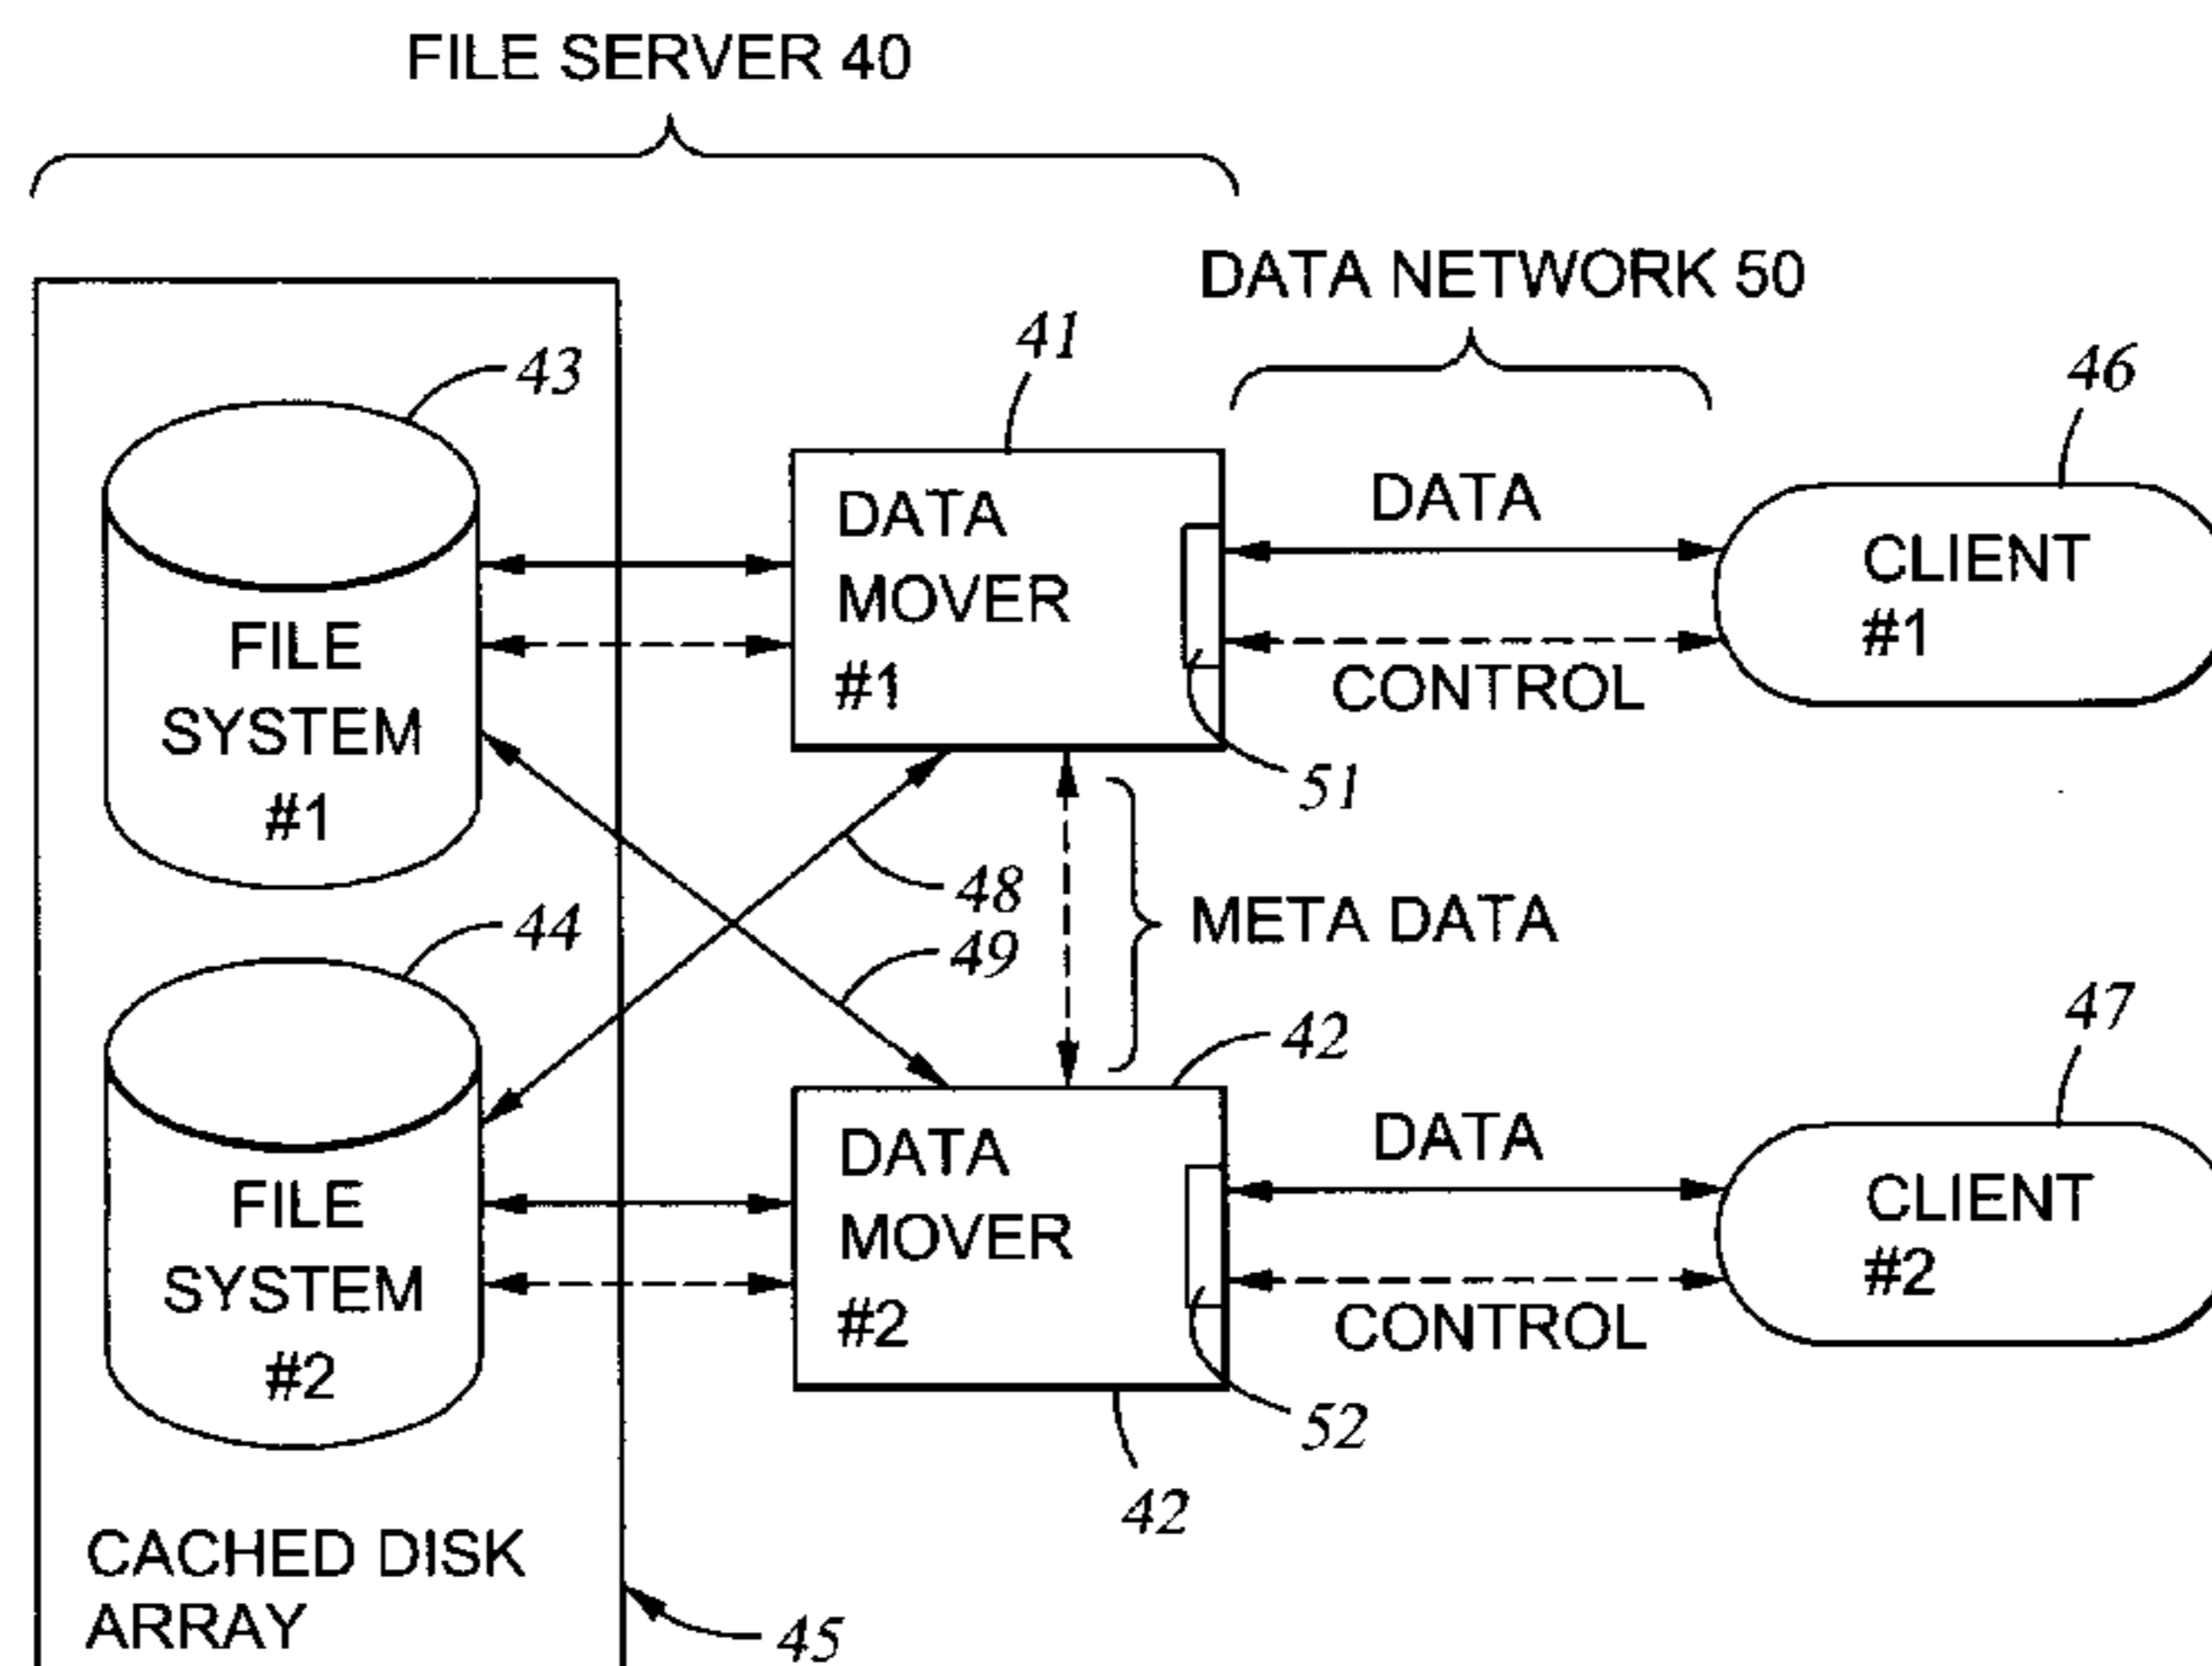 FILE SERVER 40
DATA NETWORK 50
43
41
46
DATA
MOVER
#1
DATA
CONTROL
CLIENT
#1
FILE
SYSTEM
#1
51
48
49
META DATA
44
42
47
FILE
SYSTEM
#2
DATA
MOVER
#2
DATA
CONTROL
CLIENT
#2
52
42
CACHED DISK
ARRAY
45